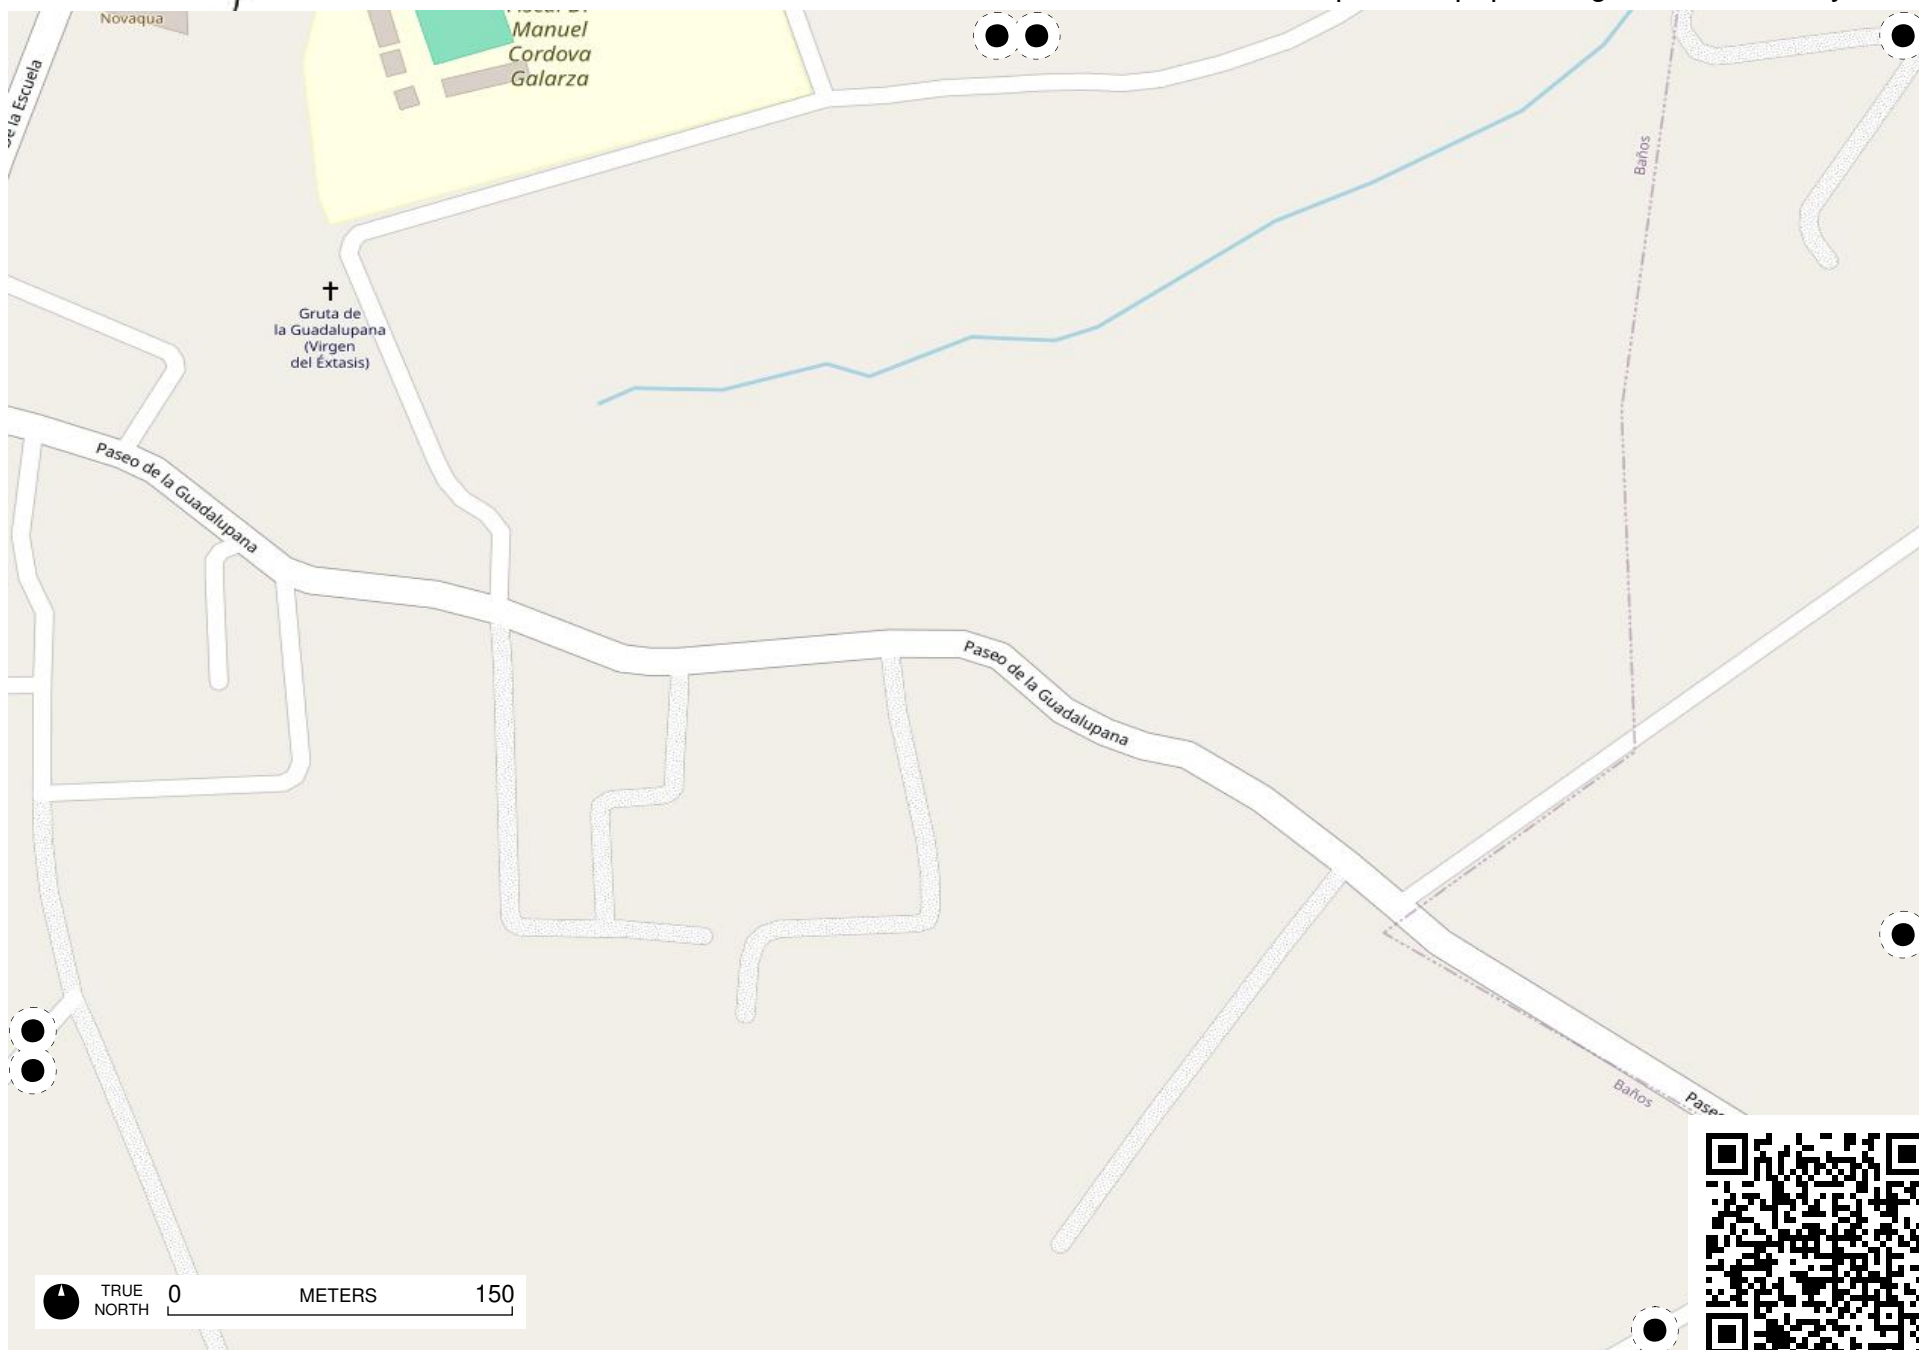 Novaqua
Manuel
Cordova
Galarza
de la Escuela
Baños
Gruta de
la Guadalupana
(Virgen
del Éxtasis)
Paseo de la Guadalupana
Paseo de la Guadalupana
Baños
TRUE
NORTH
0
METERS
150